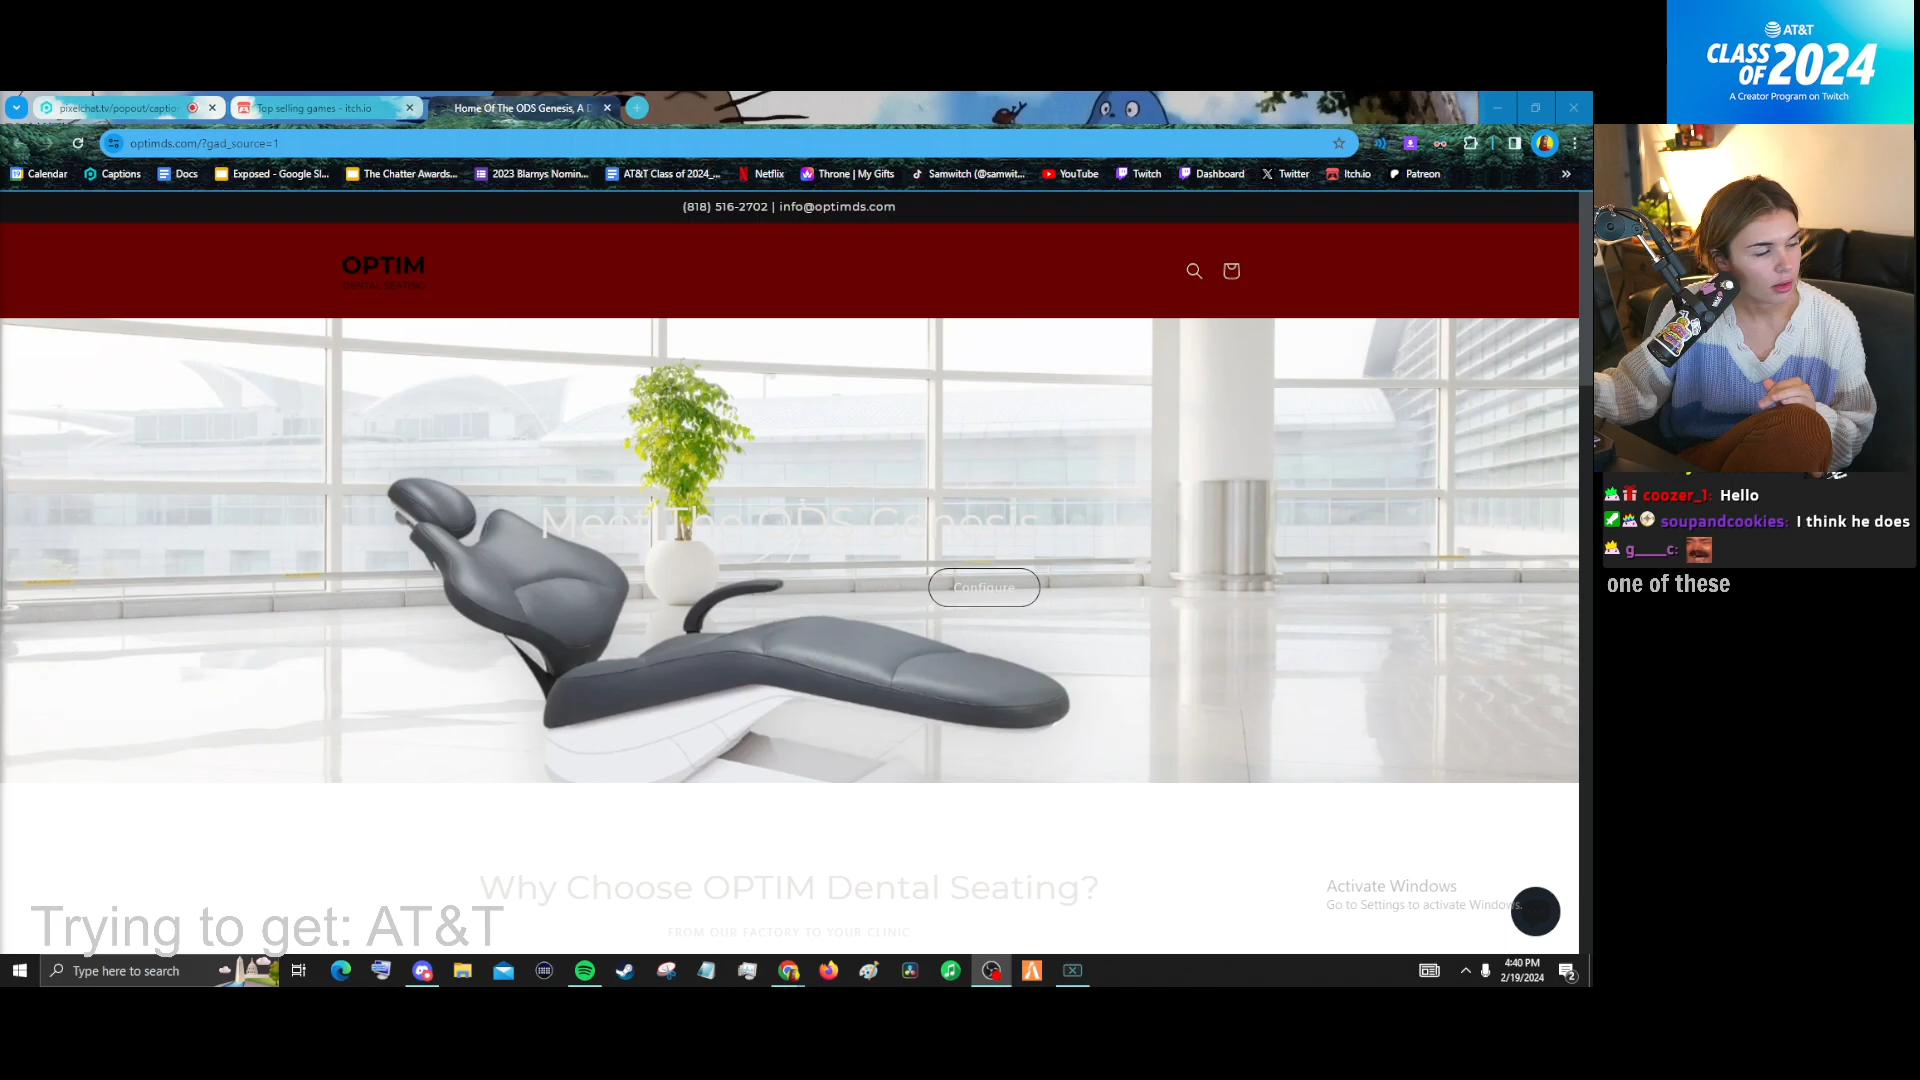 AT&T
CLASS
OF 2024
A Creator Program on Twitch
pixelchat.tv/popout/captio
Top selling games - itch.io
Home Of The ODS Genesis, A D
optimds.com/?gad_source=1
Calendar
Captions
Docs
Exposed - Google Sl...
The Chatter Awards...
2023 Blarnys Nomin...
AT&T Class of 2024_...
Netflix
Throne | My Gifts
Samwitch (@samwit...
YouTube
Twitch
Dashboard
Twitter
Itch.io
Patreon
(818) 516-2702 | info@optimds.com
OPTIM
DENTAL SEATING
Meet The ODS Genesis
Configure
coozer_1: Hello
soupandcookies: I think he does
g____c:
one of these
Why Choose OPTIM Dental Seating?
FROM OUR FACTORY TO YOUR CLINIC
Activate Windows
Go to Settings to activate Windows.
Trying to get: AT&T
Type here to search
4:40 PM
2/19/2024
2